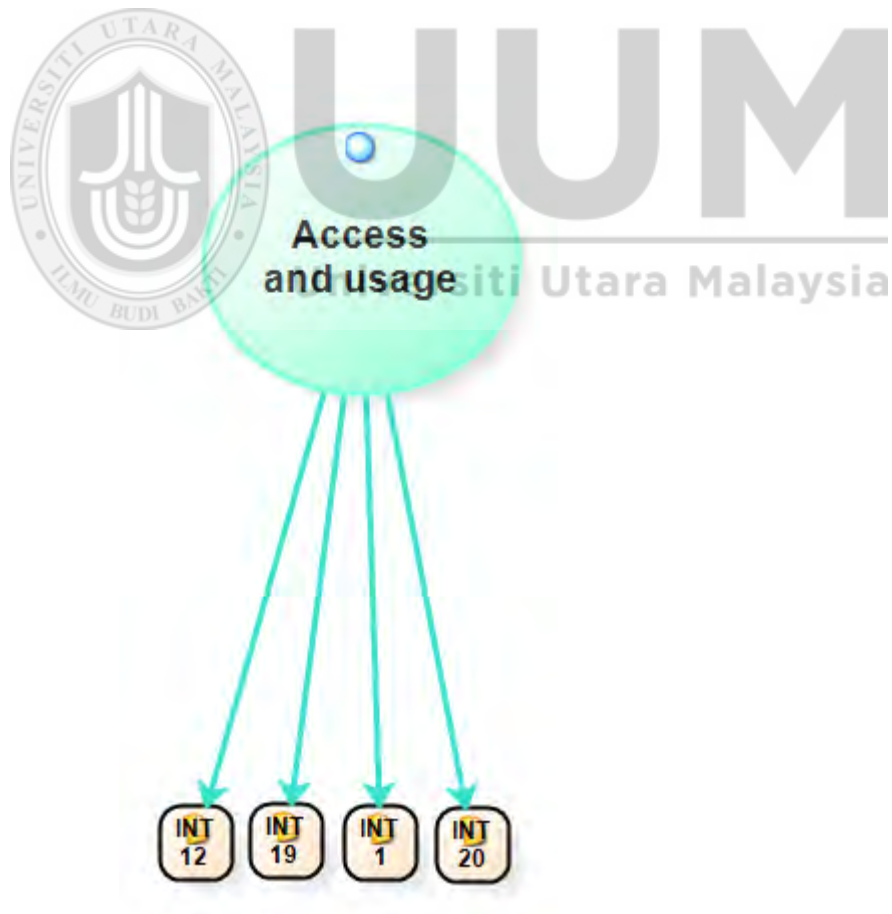 UNIVERSITI UTARA MALAYSIA
ILMU BUDI BAKTI
UUM
Universiti Utara Malaysia
Access
and usage
INT
12
INT
19
INT
1
INT
20